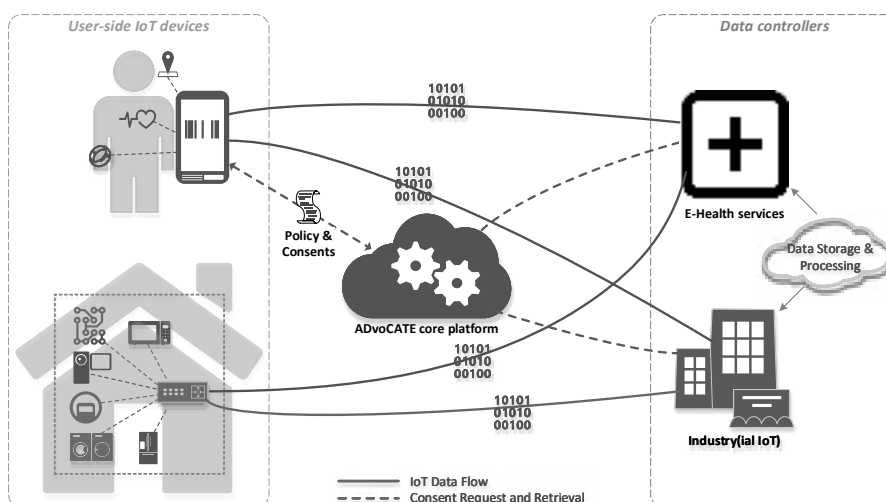 User-side IoT devices
Data controllers
10101
01010
00100
10101
01010
00100
Policy &
Consents
E-Health services
Data Storage &
Processing
ADvoCATE core platform
10101
01010
00100
10101
01010
00100
Industry(ial IoT)
IoT Data Flow
Consent Request and Retrieval